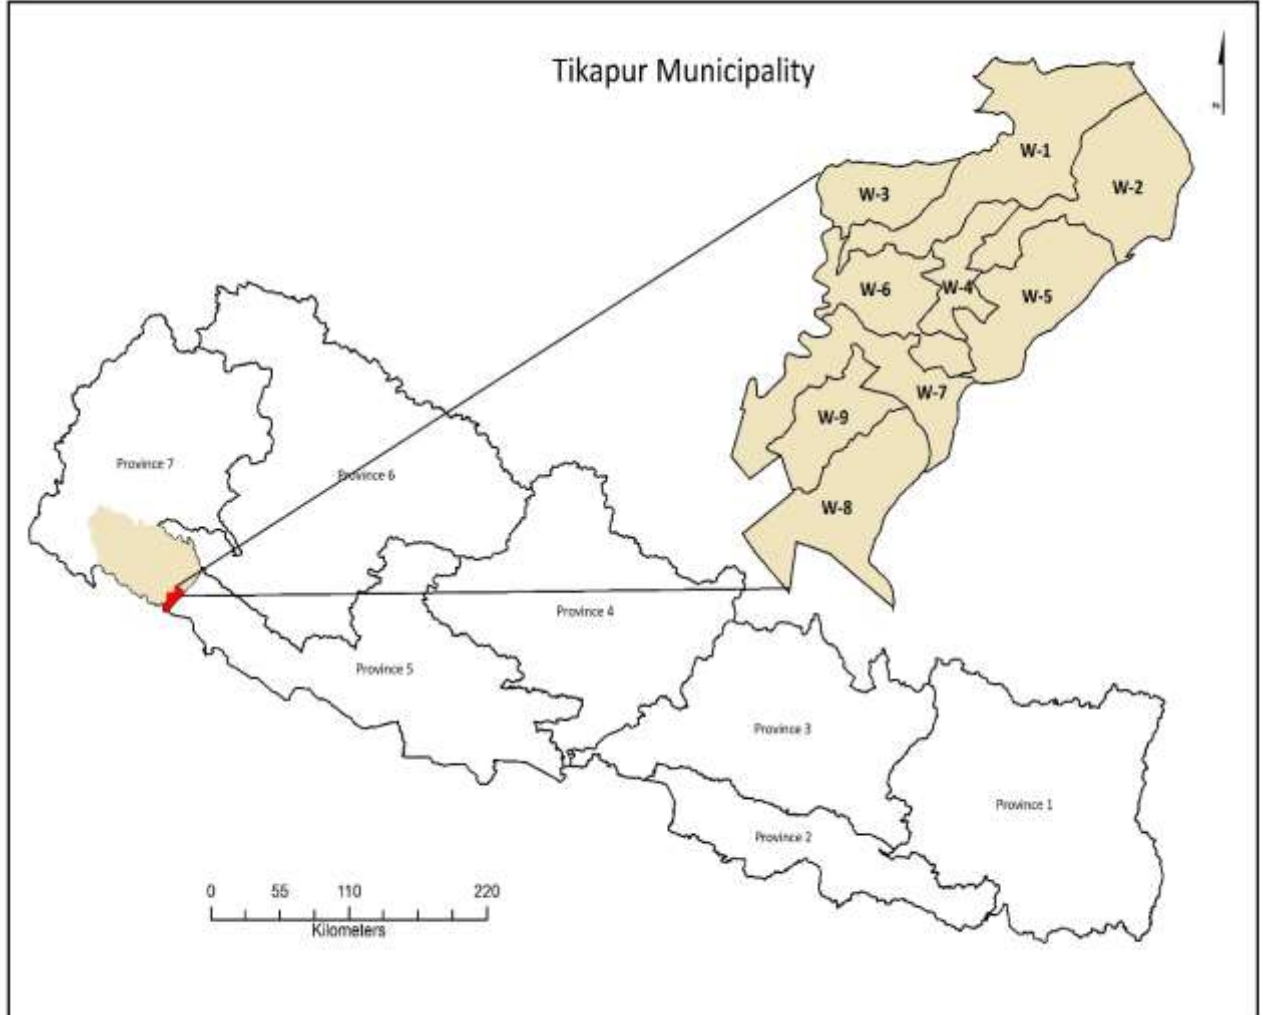 Tikapur Municipality
N
W-1
W-2
W-3
W-6
W-4
W-5
W-7
W-9
W-8
Province 7
Province 6
Province 4
Province 5
Province 3
Province 1
Province 2
0 55 110 220
Kilometers